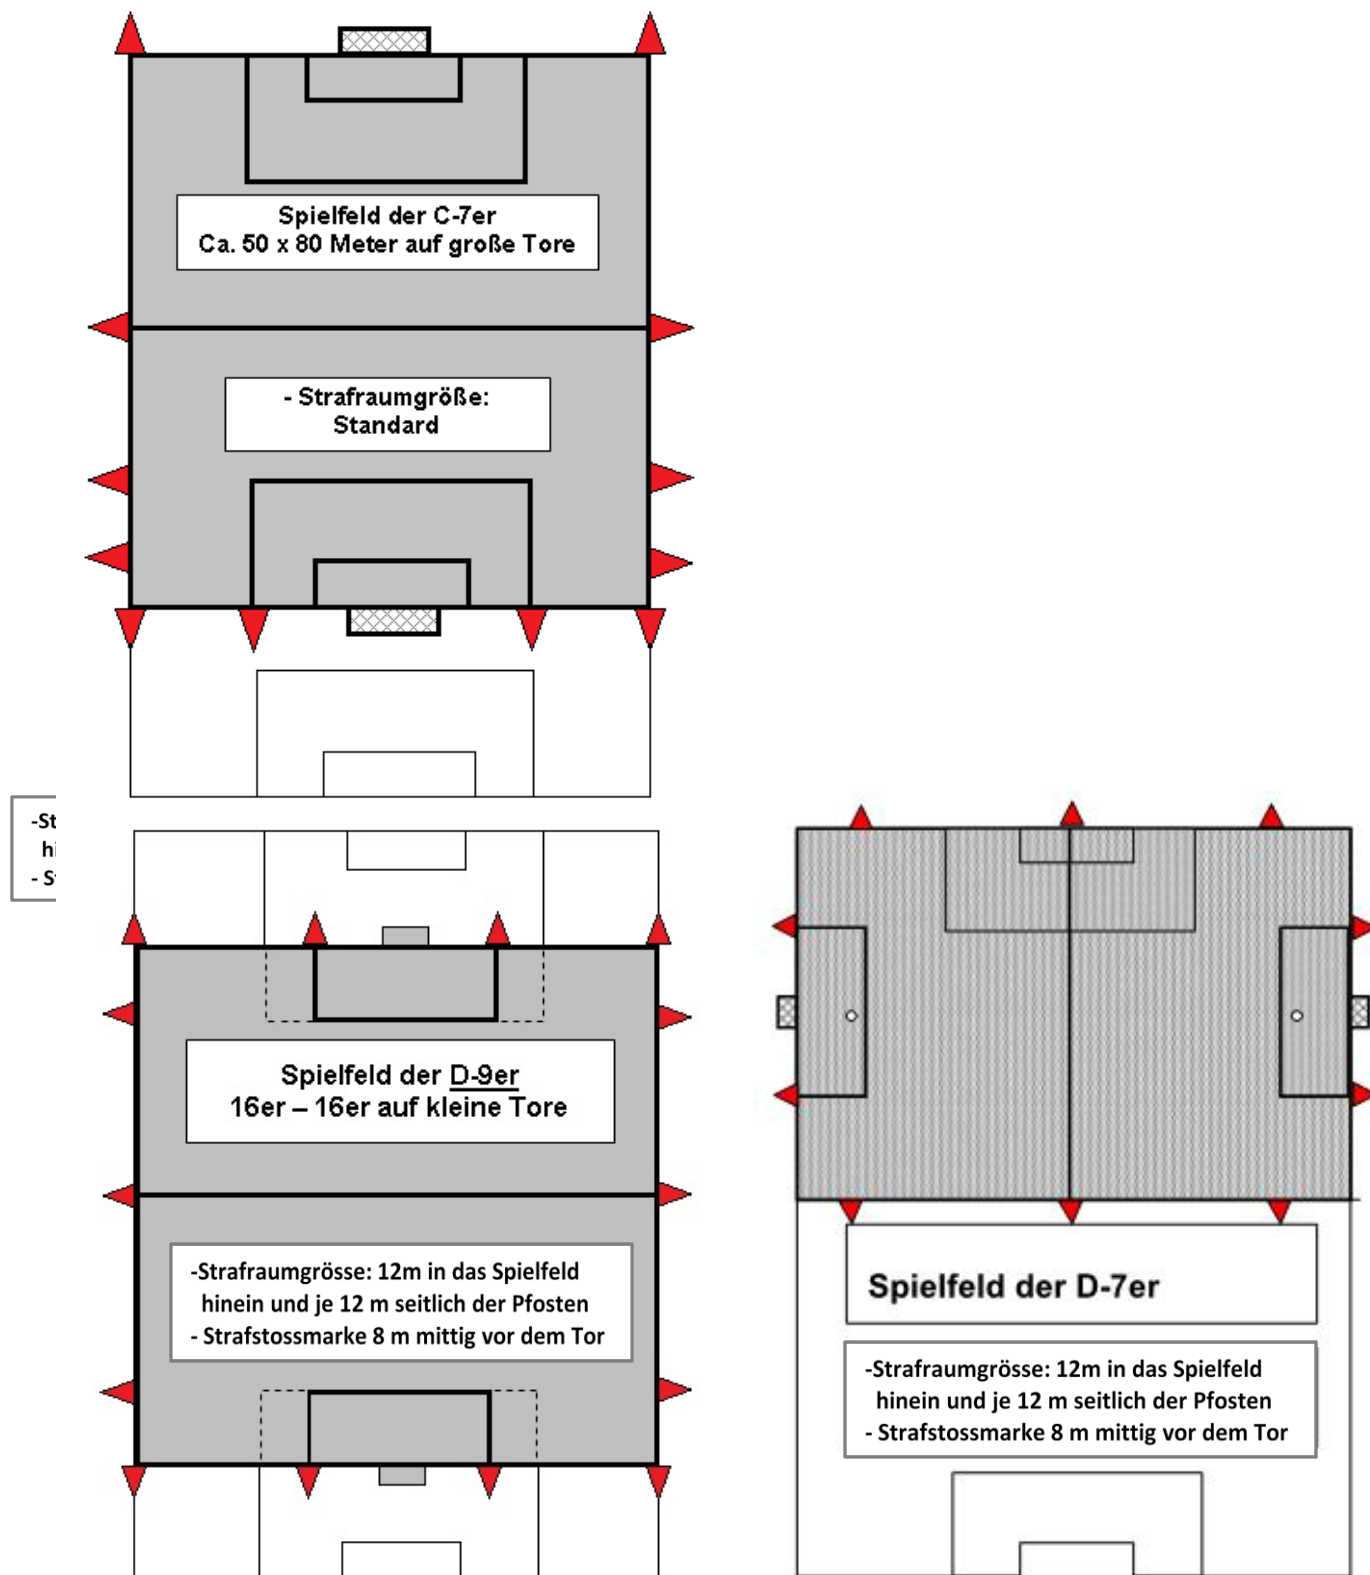 Spielfeld der C-7er
Ca. 50 x 80 Meter auf große Tore
- Strafraumgröße:
Standard
-St
hi
- St
Spielfeld der D-9er
16er – 16er auf kleine Tore
-Strafraumgrösse: 12m in das Spielfeld
hinein und je 12 m seitlich der Pfosten
- Strafstossmarke 8 m mittig vor dem Tor
Spielfeld der D-7er
-Strafraumgrösse: 12m in das Spielfeld
hinein und je 12 m seitlich der Pfosten
- Strafstossmarke 8 m mittig vor dem Tor